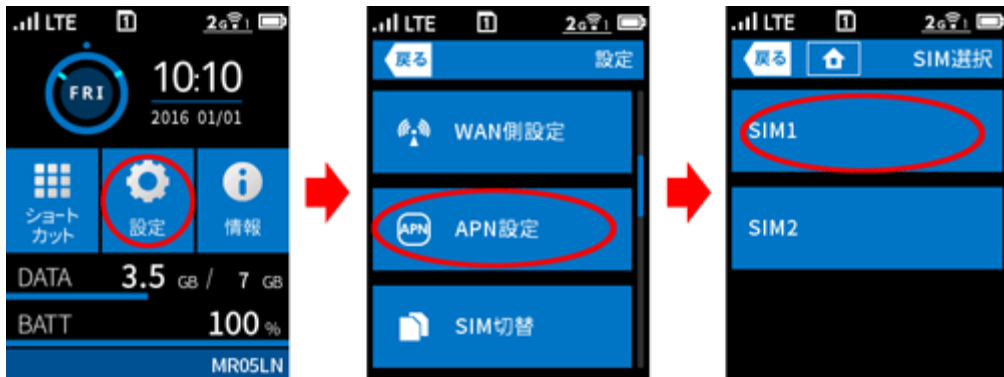 LTE 1 2G 1
FRI
10:10
2016 01/01
ショート
カット
設定
情報
DATA 3.5 GB / 7 GB
BATT 100 %
MR05LN
LTE 1 2G 1
戻る 設定
WAN側設定
APN APN設定
SIM切替
LTE 1 2G 1
戻る SIM選択
SIM1
SIM2